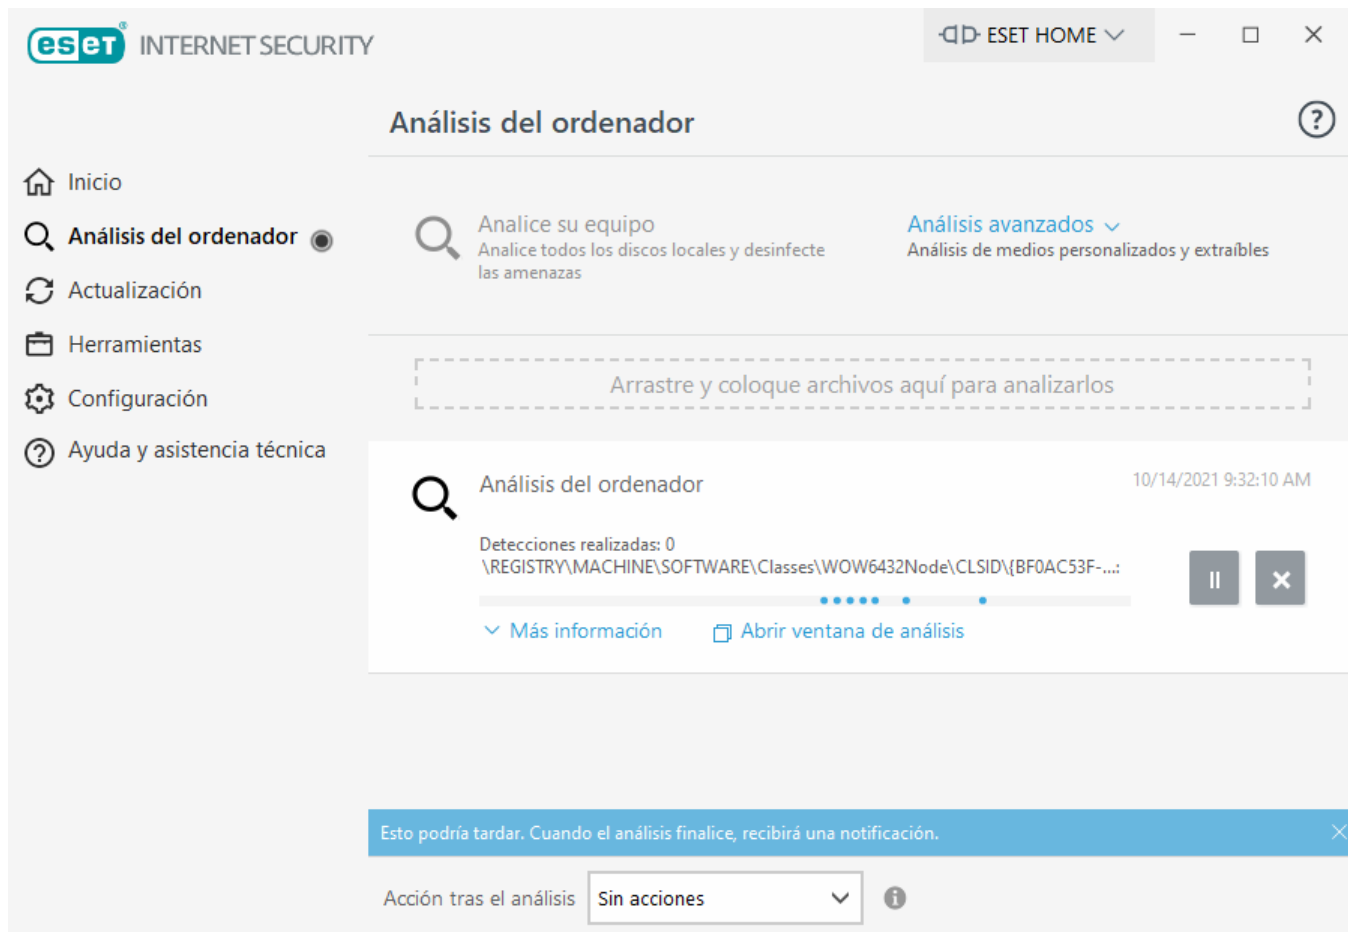 eset® INTERNET SECURITY
ESET HOME
Análisis del ordenador
Inicio
Análisis del ordenador
Actualización
Herramientas
Configuración
Ayuda y asistencia técnica
Analice su equipo
Analice todos los discos locales y desinfecte
las amenazas
Análisis avanzados
Análisis de medios personalizados y extraíbles
Arrastre y coloque archivos aquí para analizarlos
Análisis del ordenador
10/14/2021 9:32:10 AM
Detecciones realizadas: 0
\REGISTRY\MACHINE\SOFTWARE\Classes\WOW6432Node\CLSID\{BF0AC53F-...:
Más información
Abrir ventana de análisis
Esto podría tardar. Cuando el análisis finalice, recibirá una notificación.
Acción tras el análisis
Sin acciones